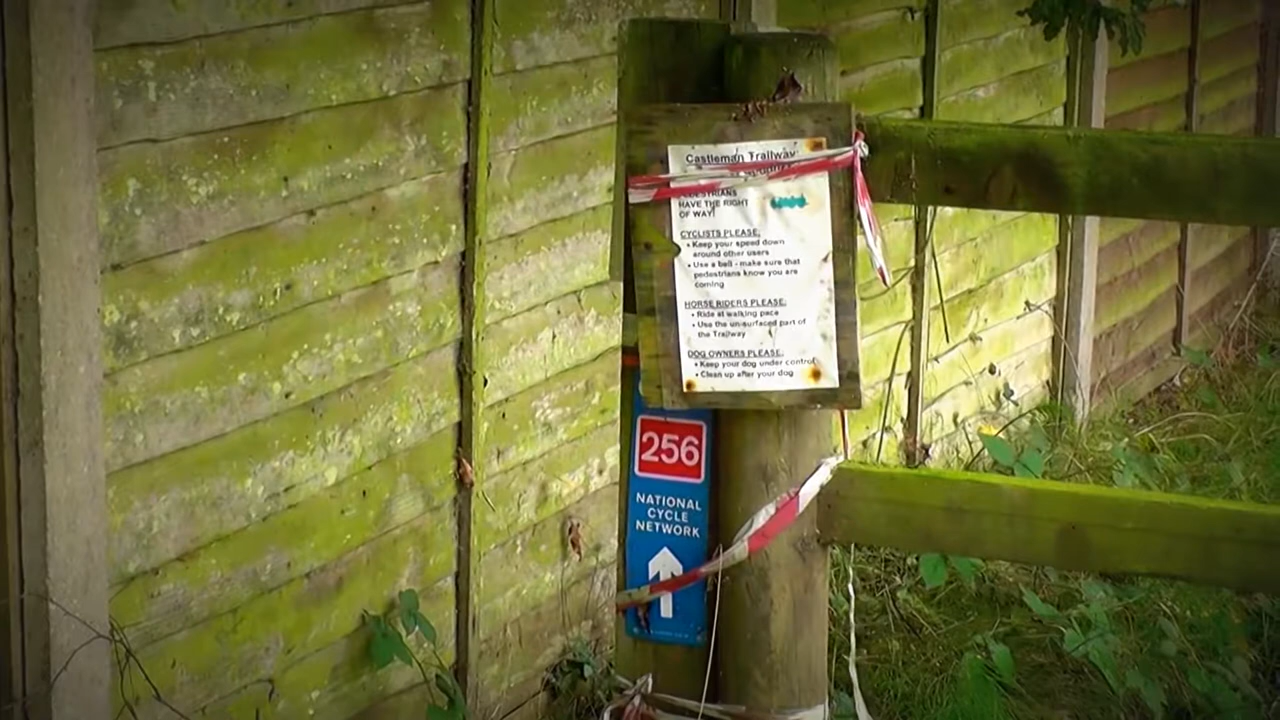 Castleman Trailway:
PEDESTRIANS
HAVE THE RIGHT
OF WAY!
CYCLISTS PLEASE:
• Keep your speed down
around other users
• Use a bell - make sure that
pedestrians know you are
coming
HORSE RIDERS PLEASE:
• Ride at walking pace
• Use the un-surfaced part of
the Trailway
DOG OWNERS PLEASE:
• Keep your dog under control
• Clean up after your dog
256
NATIONAL
CYCLE
NETWORK